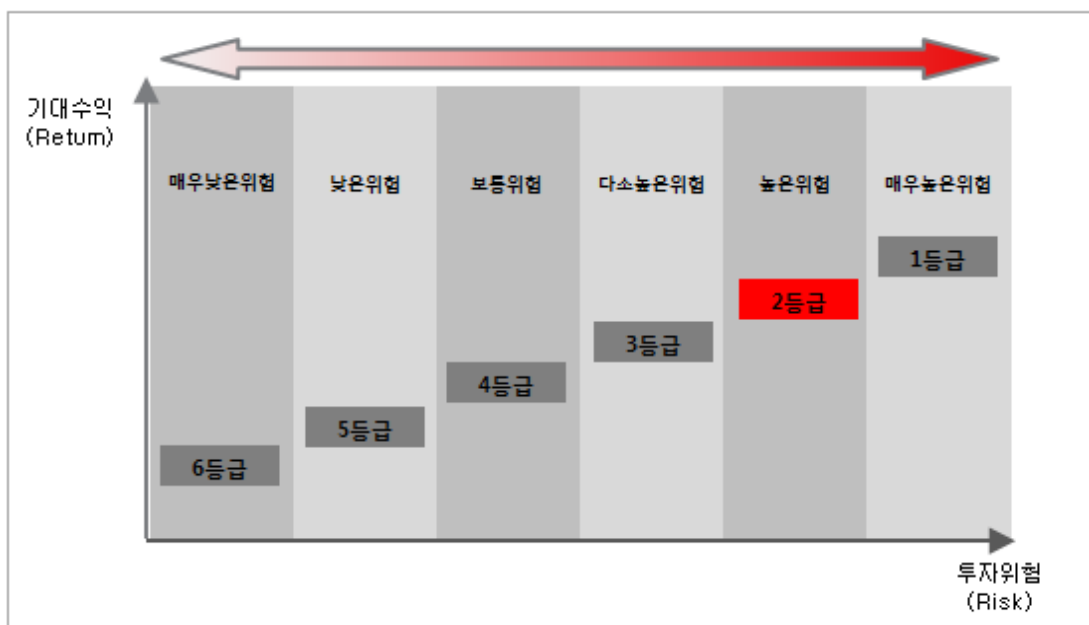 기대수익
(Return)
매우낮은위험
낮은위험
보통위험
다소높은위험
높은위험
매우높은위험
1등급
2등급
3등급
4등급
5등급
6등급
투자위험
(Risk)